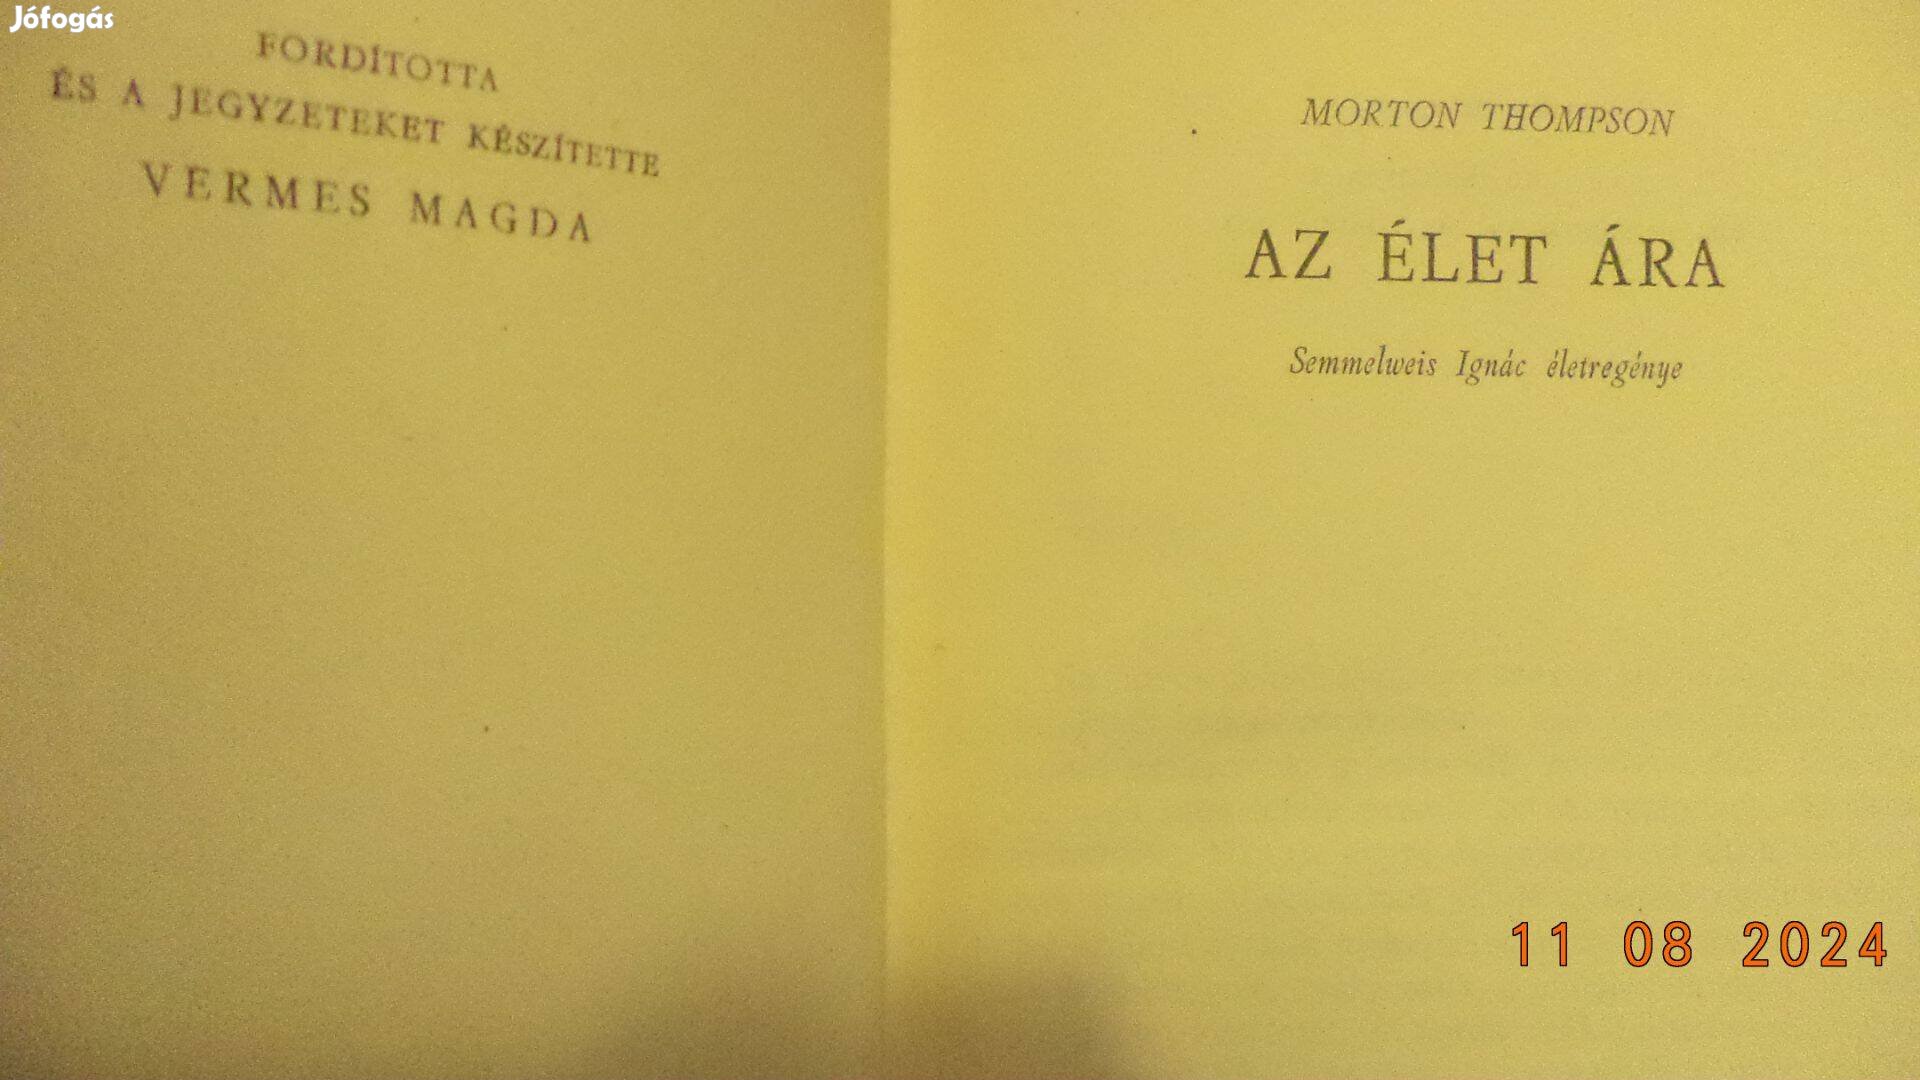 Jófogás
FORDÍTOTTA
ÉS A JEGYZETEKET KÉSZÍTETTE
VERMES MAGDA
MORTON THOMPSON
AZ ÉLET ÁRA
Semmelweis Ignác életregénye
11 08 2024